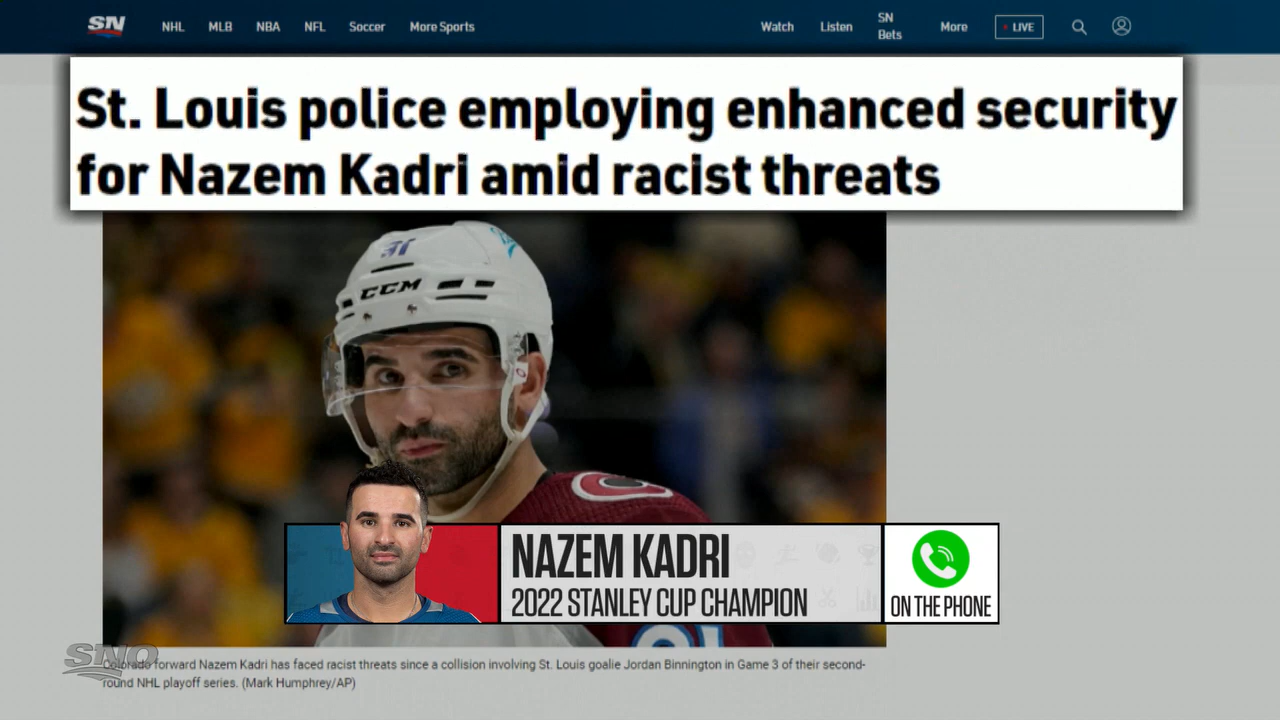 SN NHL MLB NBA NFL Soccer More Sports Watch Listen SN Bets More LIVE
St. Louis police employing enhanced security
for Nazem Kadri amid racist threats
91
CCM
NAZEM KADRI
2022 STANLEY CUP CHAMPION
ON THE PHONE
91
SNO
Colorado forward Nazem Kadri has faced racist threats since a collision involving St. Louis goalie Jordan Binnington in Game 3 of their second-
round NHL playoff series. (Mark Humphrey/AP)